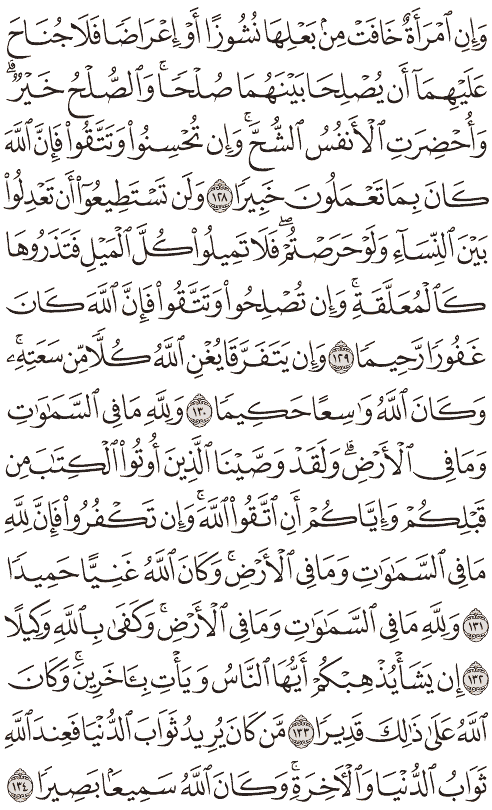 وَإِنِ ٱمْرَأَةٌ خَافَتْ مِنۢ بَعْلِهَا نُشُوزًا أَوْ إِعْرَاضًا فَلَا جُنَاحَ
عَلَيْهِمَآ أَن يُصْلِحَا بَيْنَهُمَا صُلْحًاۚ وَٱلصُّلْحُ خَيْرٌۗ
وَأُحْضِرَتِ ٱلْأَنفُسُ ٱلشُّحَّۚ وَإِن تُحْسِنُوا۟ وَتَتَّقُوا۟ فَإِنَّ ٱللَّهَ
كَانَ بِمَا تَعْمَلُونَ خَبِيرًا ١٢٨ وَلَن تَسْتَطِيعُوٓا۟ أَن تَعْدِلُوا۟
بَيْنَ ٱلنِّسَآءِ وَلَوْ حَرَصْتُمْۖ فَلَا تَمِيلُوا۟ كُلَّ ٱلْمَيْلِ فَتَذَرُوهَا
كَٱلْمُعَلَّقَةِۚ وَإِن تُصْلِحُوا۟ وَتَتَّقُوا۟ فَإِنَّ ٱللَّهَ كَانَ
غَفُورًا رَّحِيمًا ١٢٩ وَإِن يَتَفَرَّقَا يُغْنِ ٱللَّهُ كُلًّا مِّن سَعَتِهِۦۚ
وَكَانَ ٱللَّهُ وَٰسِعًا حَكِيمًا ١٣٠ وَلِلَّهِ مَا فِى ٱلسَّمَٰوَٰتِ
وَمَا فِى ٱلْأَرْضِۗ وَلَقَدْ وَصَّيْنَا ٱلَّذِينَ أُوتُوا۟ ٱلْكِتَٰبَ مِن
قَبْلِكُمْ وَإِيَّاكُمْ أَنِ ٱتَّقُوا۟ ٱللَّهَۚ وَإِن تَكْفُرُوا۟ فَإِنَّ لِلَّهِ
مَا فِى ٱلسَّمَٰوَٰتِ وَمَا فِى ٱلْأَرْضِۚ وَكَانَ ٱللَّهُ غَنِيًّا حَمِيدًا
١٣١ وَلِلَّهِ مَا فِى ٱلسَّمَٰوَٰتِ وَمَا فِى ٱلْأَرْضِۚ وَكَفَىٰ بِٱللَّهِ وَكِيلًا
١٣٢ إِن يَشَأْ يُذْهِبْكُمْ أَيُّهَا ٱلنَّاسُ وَيَأْتِ بِـَٔاخَرِينَۚ وَكَانَ
ٱللَّهُ عَلَىٰ ذَٰلِكَ قَدِيرًا ١٣٣ مَّن كَانَ يُرِيدُ ثَوَابَ ٱلدُّنْيَا فَعِندَ ٱللَّهِ
ثَوَابُ ٱلدُّنْيَا وَٱلْـَٔاخِرَةِۚ وَكَانَ ٱللَّهُ سَمِيعًۢا بَصِيرًا ١٣٤